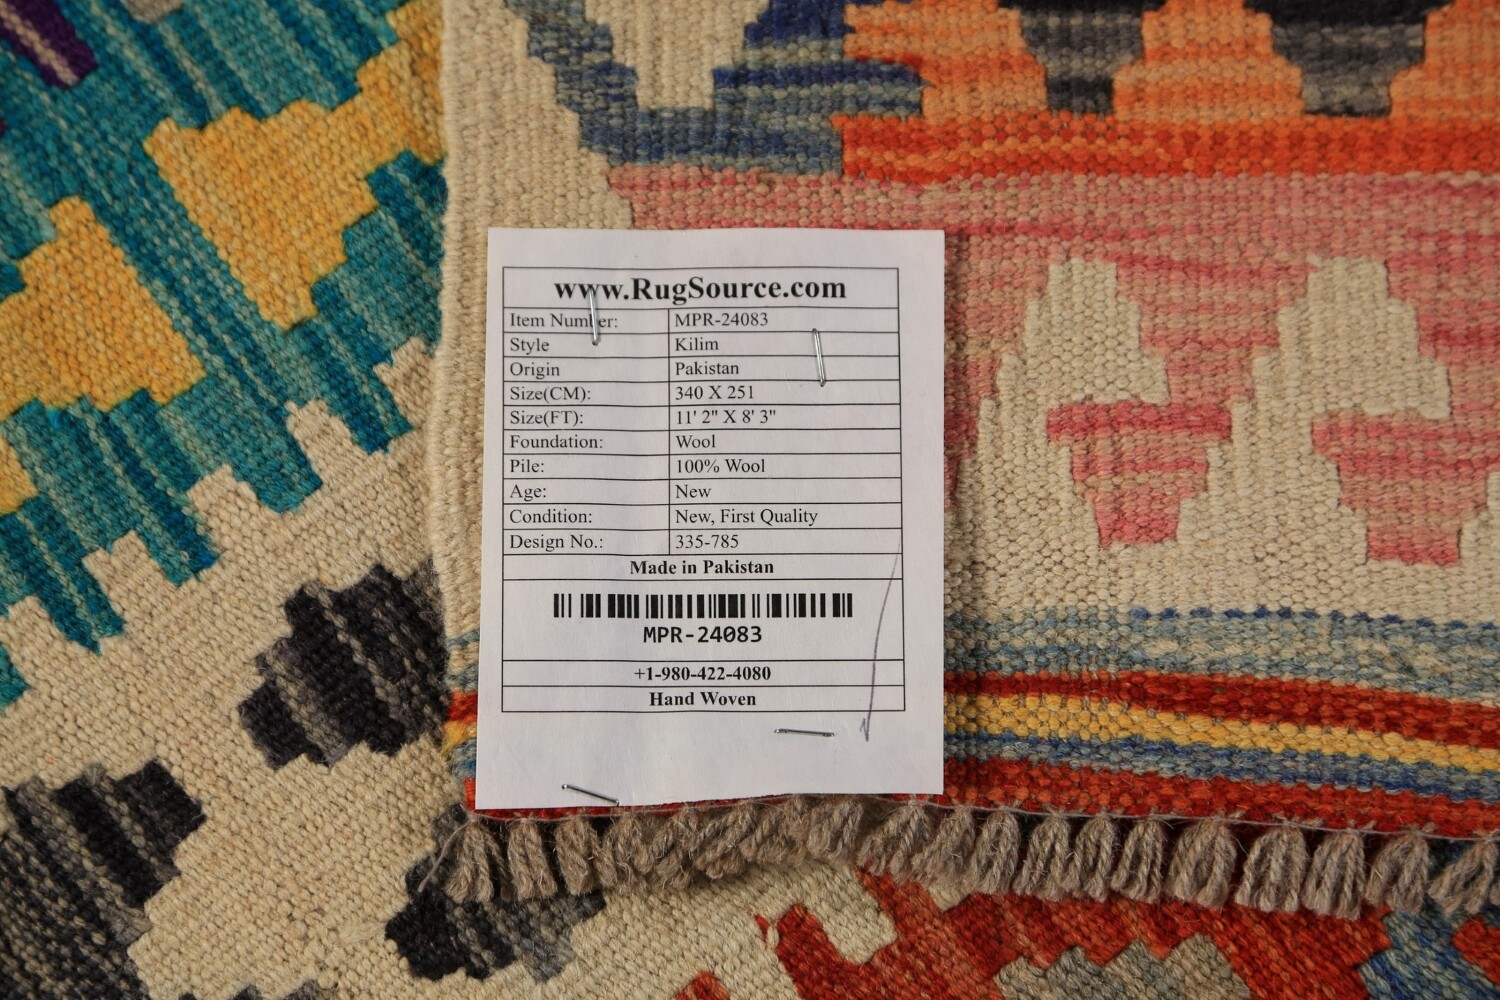 www.RugSource.com
Item Number: MPR-24083
Style Kilim
Origin Pakistan
Size(CM): 340 X 251
Size(FT): 11' 2" X 8' 3"
Foundation: Wool
Pile: 100% Wool
Age: New
Condition: New, First Quality
Design No.: 335-785
Made in Pakistan
MPR-24083
+1-980-422-4080
Hand Woven